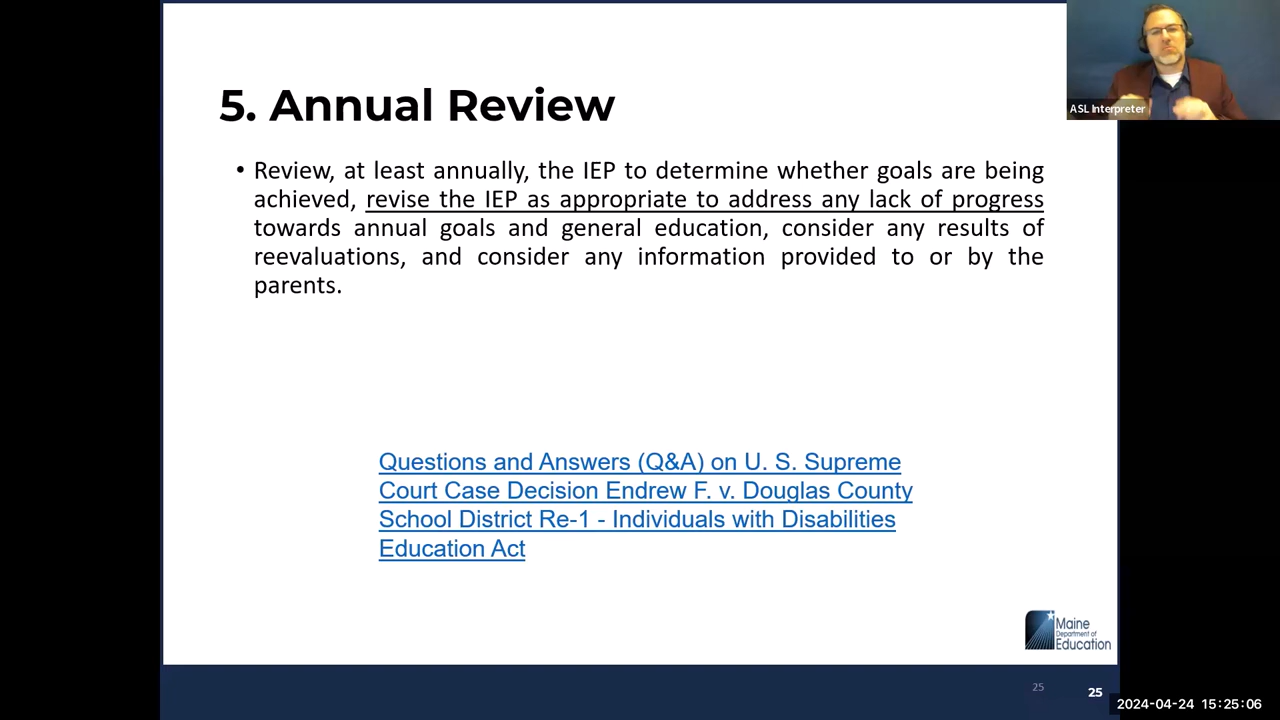 5. Annual Review
• Review, at least annually, the IEP to determine whether goals are being
achieved, revise the IEP as appropriate to address any lack of progress
towards annual goals and general education, consider any results of
reevaluations, and consider any information provided to or by the
parents.
Questions and Answers (Q&A) on U. S. Supreme
Court Case Decision Endrew F. v. Douglas County
School District Re-1 - Individuals with Disabilities
Education Act
Maine
Department of
Education
25
25
ASL Interpreter
2024-04-24 15:25:06